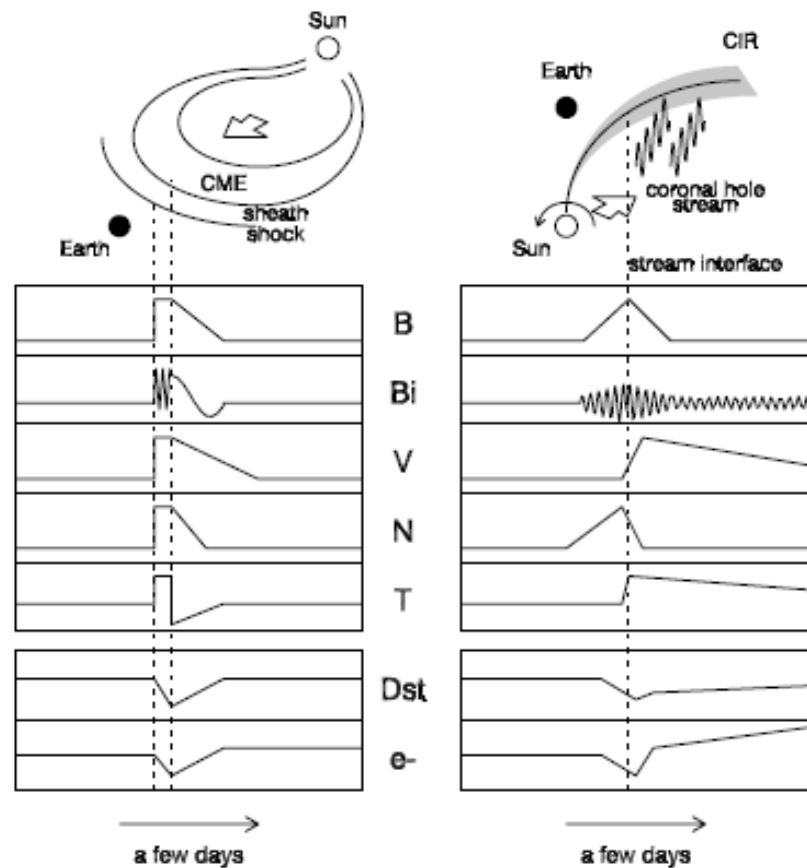 Sun
CME
sheath
shock
Earth
CIR
Earth
coronal hole
stream
Sun
stream interface
B
Bi
V
N
T
Dst
e-
a few days
a few days